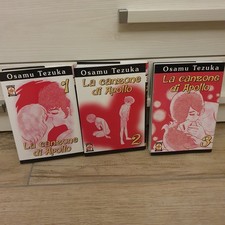 Osamu Tezuka
1
La canzone
di Apollo
Osamu Tezuka
La canzone
di Apollo
2
Osamu Tezuka
La canzone
di Apollo
3